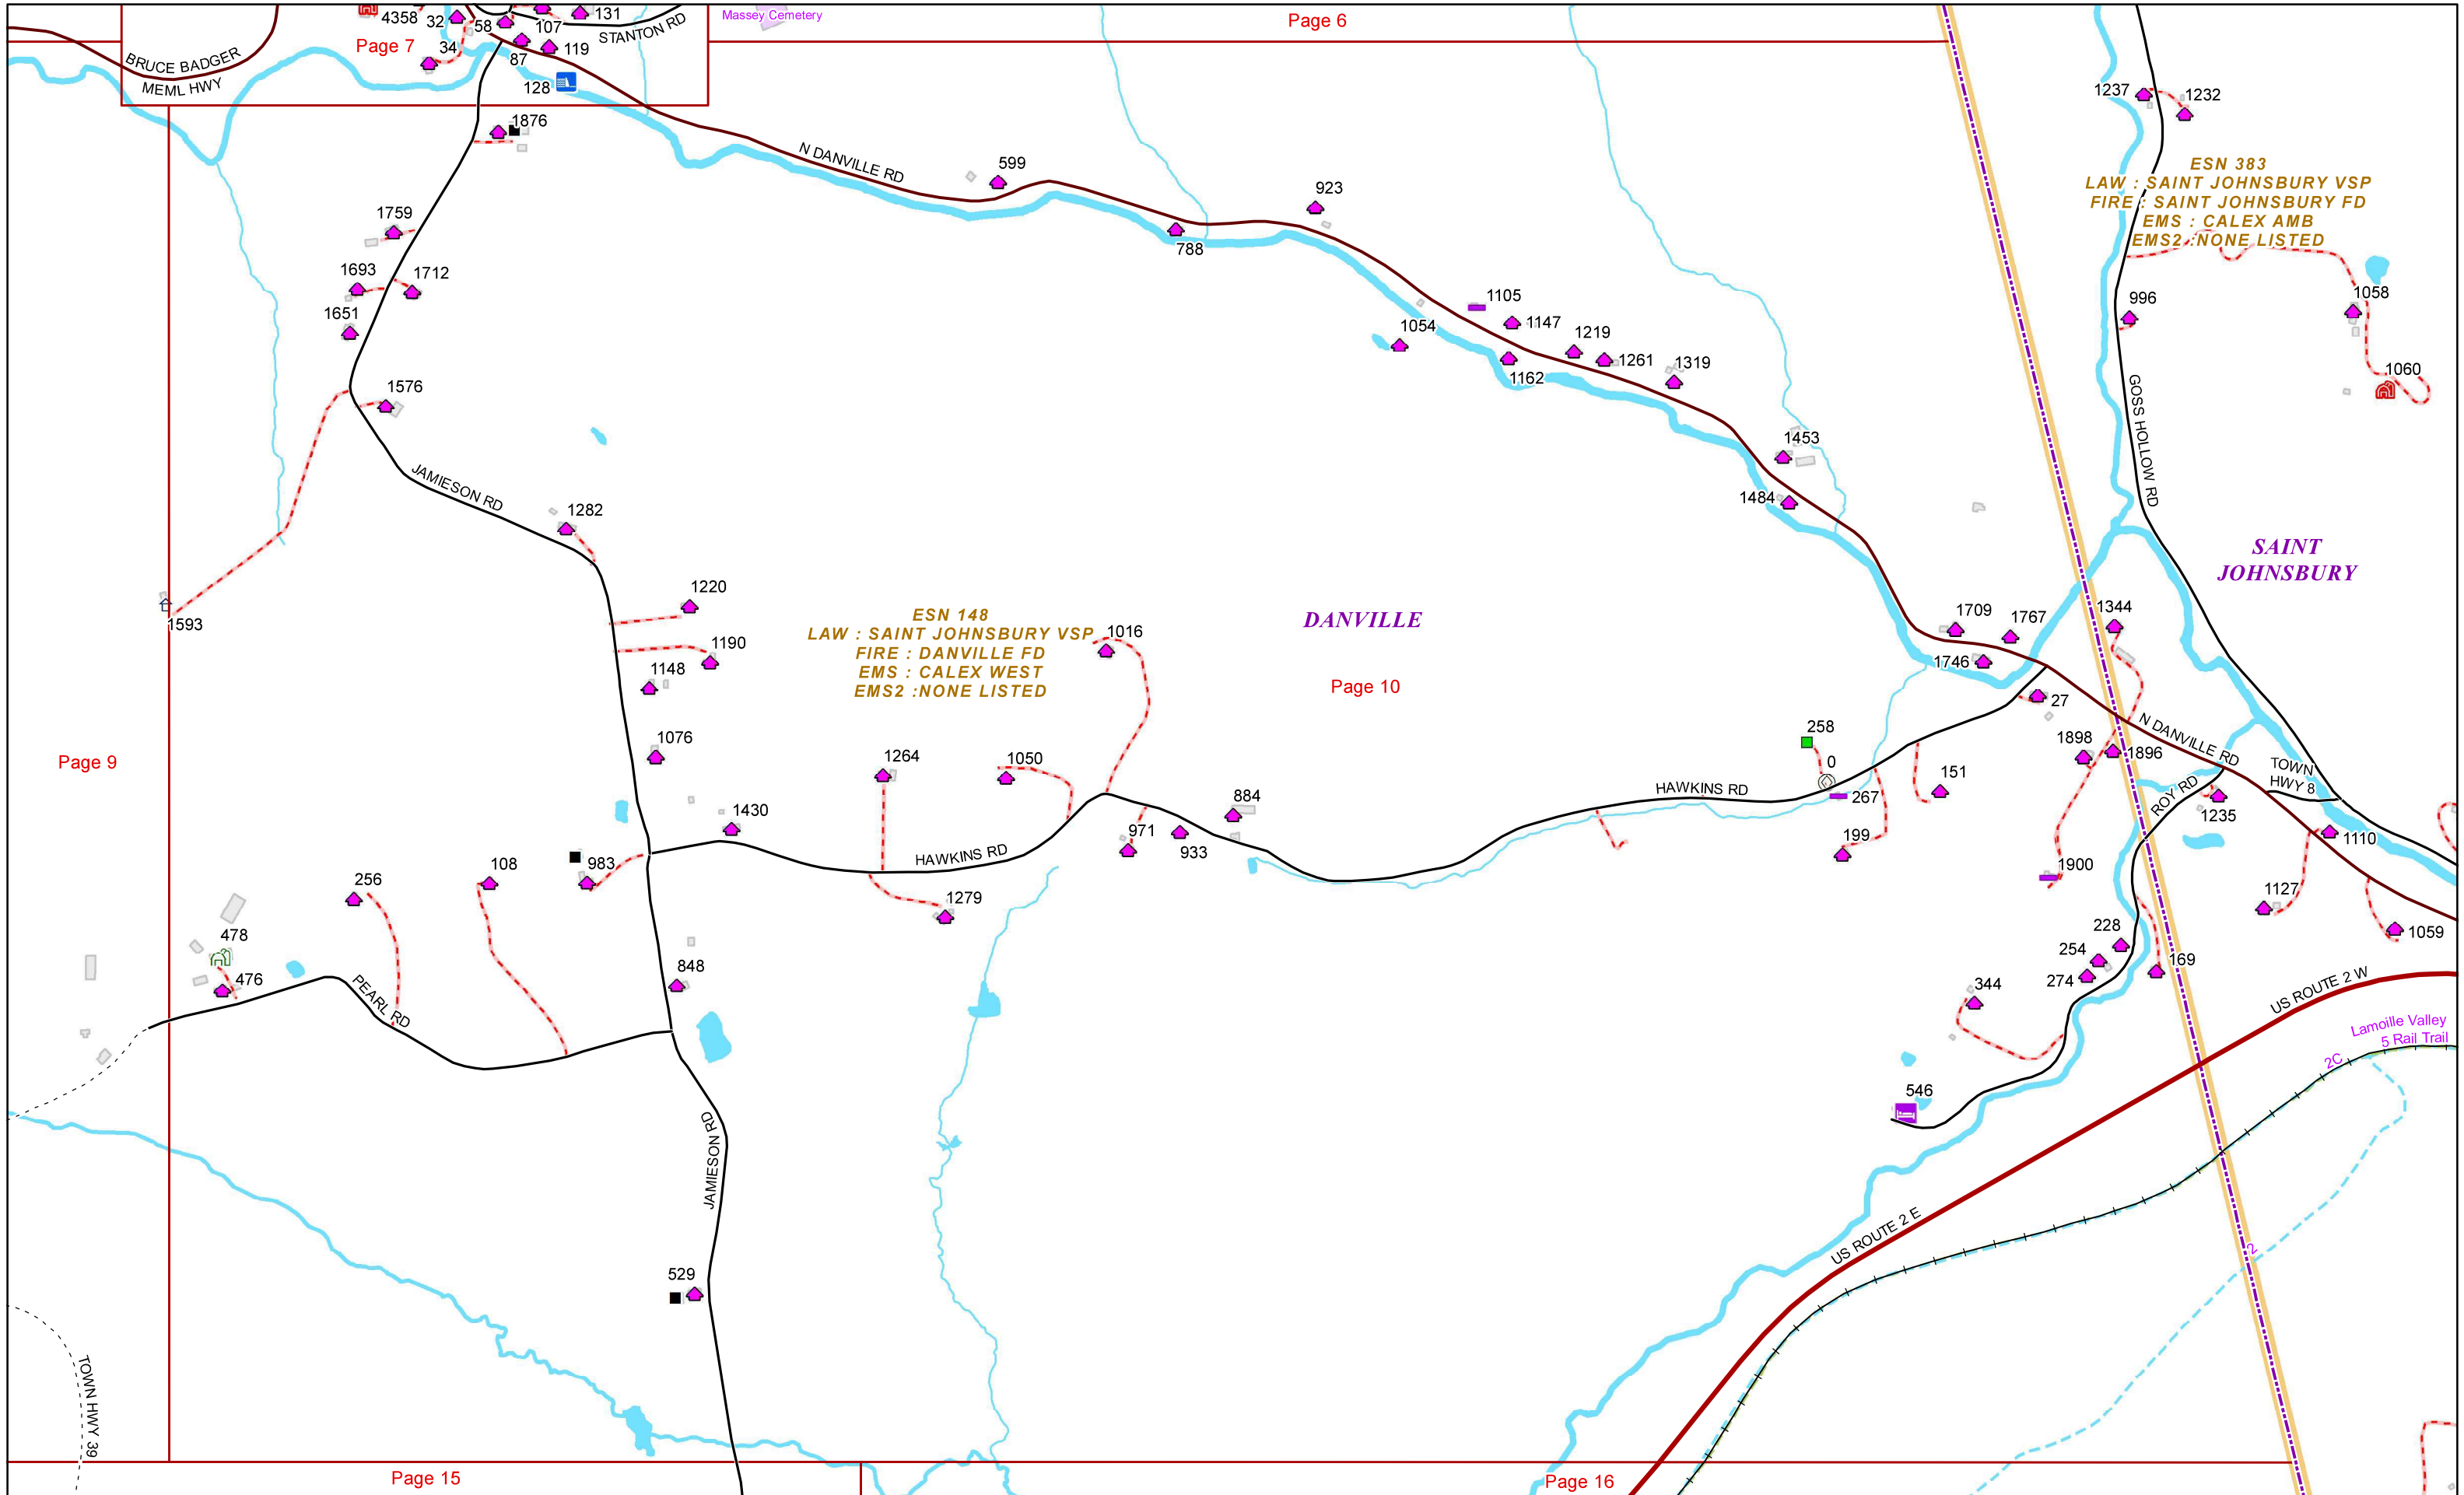 4358
32
58
107
131
Massey Cemetery
Page 6
STANTON RD
Page 7
34
119
87
BRUCE BADGER
MEML HWY
128
1876
1237
1232
N DANVILLE RD
599
923
788
ESN 383
LAW : SAINT JOHNSBURY VSP
FIRE : SAINT JOHNSBURY FD
EMS : CALEX AMB
EMS2 :NONE LISTED
1759
1693
1712
1651
1105
1147
1054
1219
1261
1162
1319
996
1058
1060
1576
GOSS HOLLOW RD
1453
1484
JAMIESON RD
1282
SAINT
JOHNSBURY
1220
1593
1190
1148
ESN 148
LAW : SAINT JOHNSBURY VSP
FIRE : DANVILLE FD
EMS : CALEX WEST
EMS2 :NONE LISTED
1016
DANVILLE
Page 10
1709
1767
1344
1746
27
Page 9
1076
1264
1050
258
0
267
151
1898
1896
N DANVILLE RD
TOWN
HWY 8
ROY RD
1235
HAWKINS RD
884
1430
971
933
199
1110
HAWKINS RD
983
108
256
1279
1900
1127
1059
478
476
848
228
254
274
169
344
PEARL RD
US ROUTE 2 W
Lamoille Valley
5 Rail Trail
2C
546
JAMIESON RD
US ROUTE 2 E
2
529
TOWN HWY 39
Page 15
Page 16